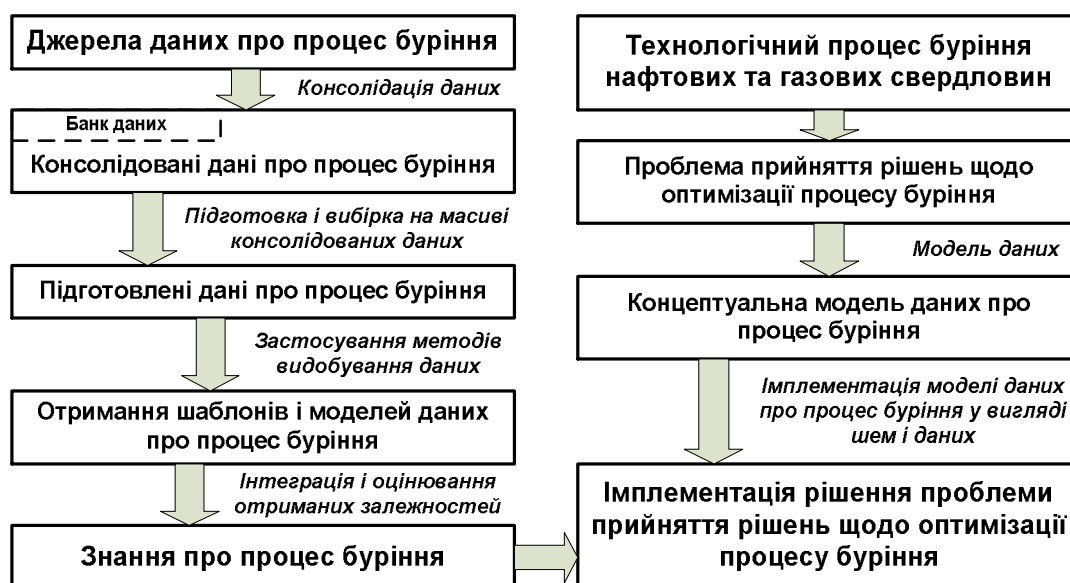 Джерела даних про процес буріння
Консолідація даних
Банк даних
Консолідовані дані про процес буріння
Підготовка і вибірка на масиві
консолідованих даних
Підготовлені дані про процес буріння
Застосування методів
видобування даних
Отримання шаблонів і моделей даних
про процес буріння
Інтеграція і оцінювання
отриманих залежностей
Знання про процес буріння
Технологічний процес буріння
нафтових та газових свердловин
Проблема прийняття рішень щодо
оптимізації процесу буріння
Модель даних
Концептуальна модель даних про
процес буріння
Імплементація моделі даних
про процес буріння у вигляді
шем і даних
Імплементація рішення проблеми
прийняття рішень щодо оптимізації
процесу буріння